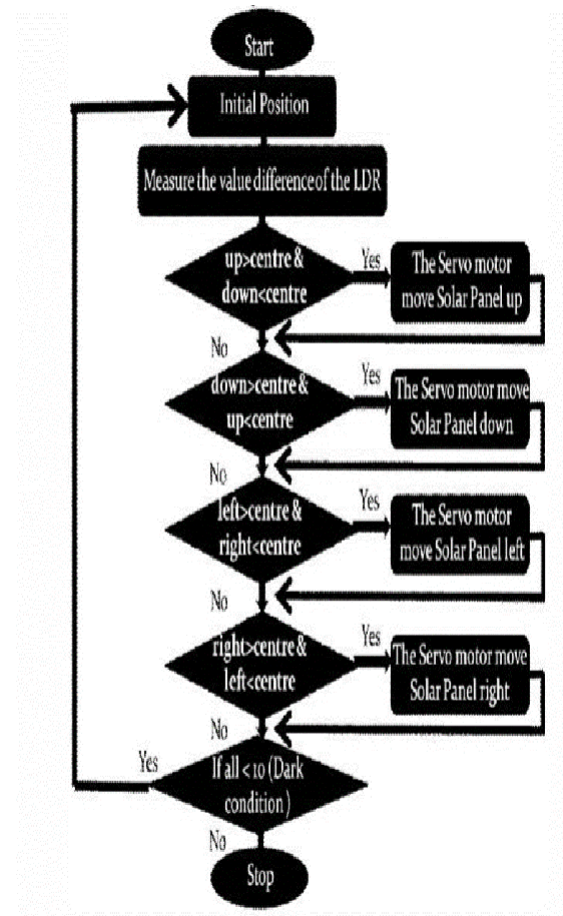 Start
Initial Position
Measure the value difference of the LDR
up>centre &
down<centre
Yes
The Servo motor
move Solar Panel up
No
down>centre &
up<centre
Yes
The Servo motor move
Solar Panel down
No
left>centre &
right<centre
Yes
The Servo motor
move Solar Panel left
No
right>centre &
left<centre
Yes
The Servo motor move
Solar Panel right
No
Yes
If all < 10 (Dark
condition)
No
Stop